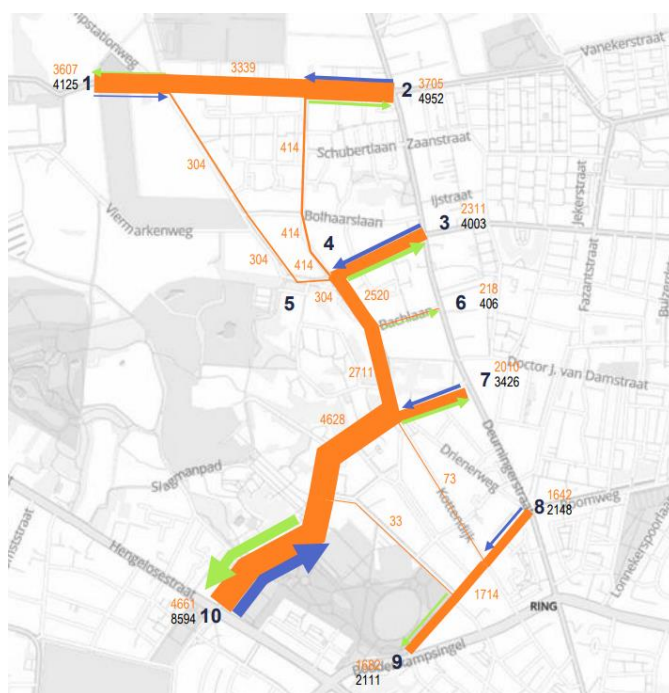 Vanekerstraat
3607
4125
1
3339
2
3705
4952
Zaanstraat
Schubertlaan
414
304
Ijstraat
Jekerstraat
Viermarkenweg
Bolhaarslaan
3
2311
4003
4
414
304
414
Fazantstraat
5
304
2520
6
218
406
Bachlaan
Doctor J. van Damstraat
7
2010
3426
2711
4628
Drienerweg
Deurningerstraat
73
Kottendijk
Slagmanpad
33
8
1642
2148
Hengelosestraat
1714
4661
8594
10
RING
9
2111